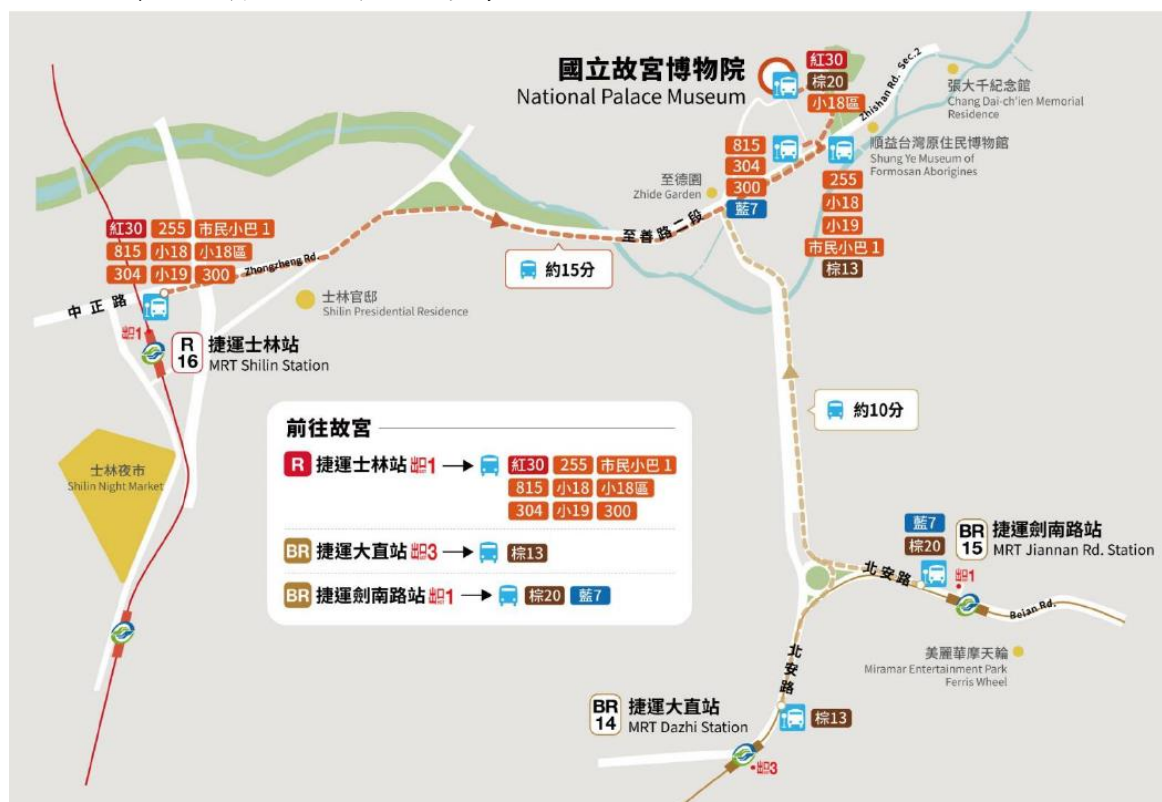 國立故宮博物院
National Palace Museum
紅30
棕20
小18區
Zhishan Rd. Sec.2
張大千紀念館
Chang Dai-ch'ien Memorial
Residence
順益台灣原住民博物館
Shung Ye Museum of
Formosan Aborigines
815
304
300
藍7
255
小18
小19
市民小巴 1
棕13
至德園
Zhide Garden
至善路二段
約15分
紅30 255 市民小巴 1
815 小18 小18區
304 小19 300
Zhongzheng Rd.
中正路
士林官邸
Shilin Presidential Residence
出口1
R
16
捷運士林站
MRT Shilin Station
約10分
士林夜市
Shilin Night Market
前往故宮
R 捷運士林站 出口1
紅30 255 市民小巴 1
815 小18 小18區
304 小19 300
BR 捷運大直站 出口3
棕13
BR 捷運劍南路站 出口1
棕20 藍7
藍7
棕20
BR
15
捷運劍南路站
MRT Jiannan Rd. Station
北安路
出口1
Beian Rd.
美麗華摩天輪
Miramar Entertainment Park
Ferris Wheel
北安路
BR
14
捷運大直站
MRT Dazhi Station
棕13
出口3